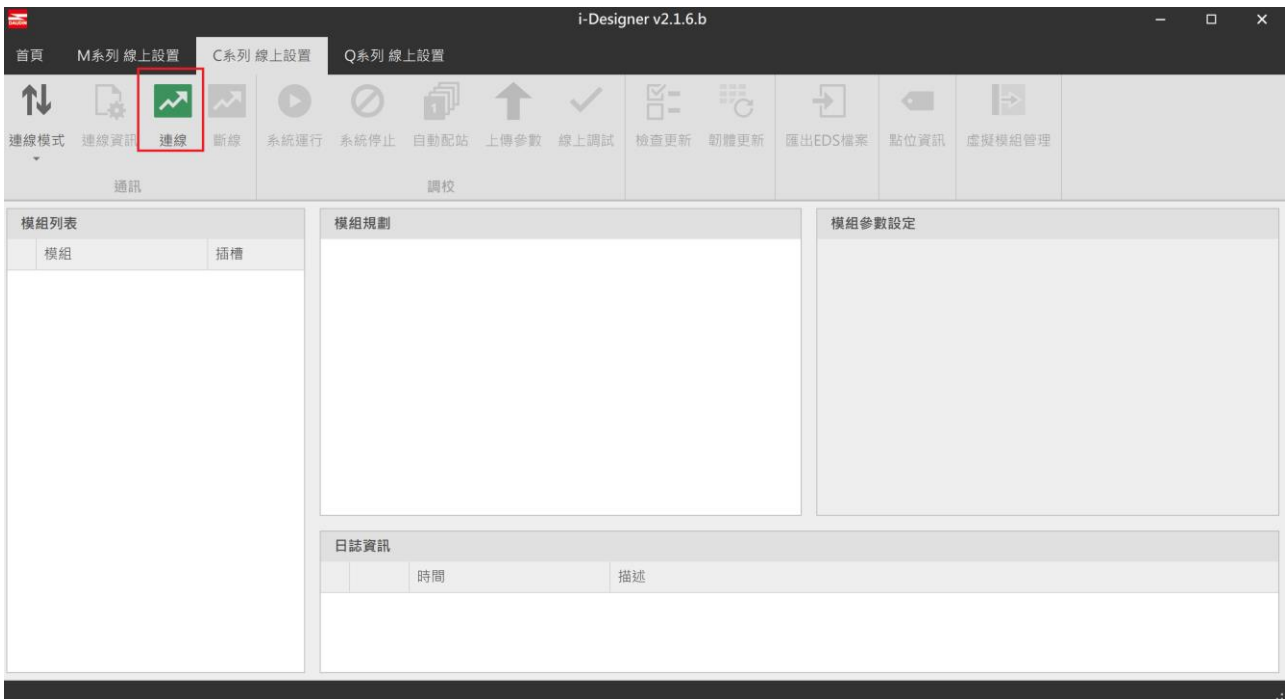 i-Designer v2.1.6.b
首頁 M系列 線上設置 C系列 線上設置 Q系列 線上設置
連線模式 連線資訊 連線 斷線 系統運行 系統停止 自動配站 上傳參數 線上調試 檢查更新 韌體更新 匯出EDS檔案 點位資訊 虛擬模組管理
通訊 調校
模組列表 模組規劃 模組參數設定
模組 插槽
日誌資訊
時間 描述